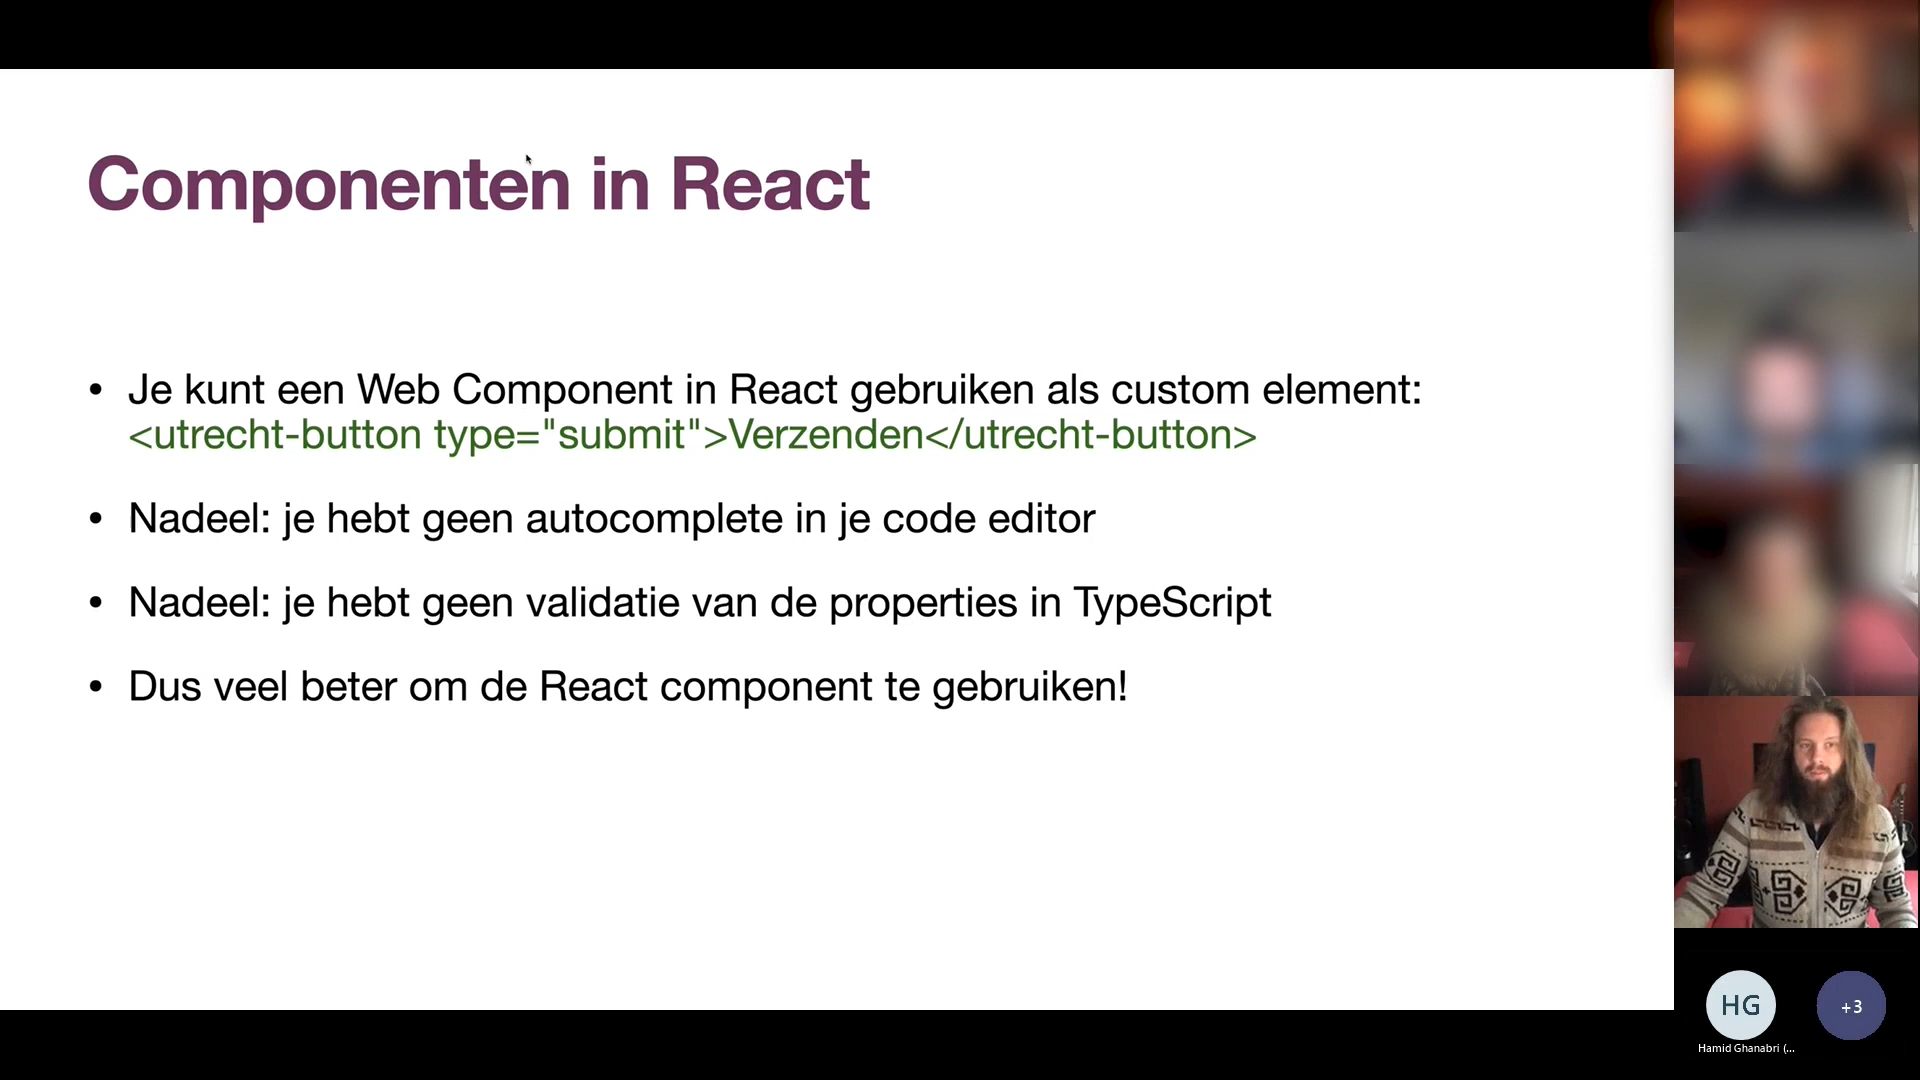 Componenten in React
• Je kunt een Web Component in React gebruiken als custom element:
<utrecht-button type="submit">Verzenden</utrecht-button>
• Nadeel: je hebt geen autocomplete in je code editor
• Nadeel: je hebt geen validatie van de properties in TypeScript
• Dus veel beter om de React component te gebruiken!
HG
+3
Hamid Ghanabri (...